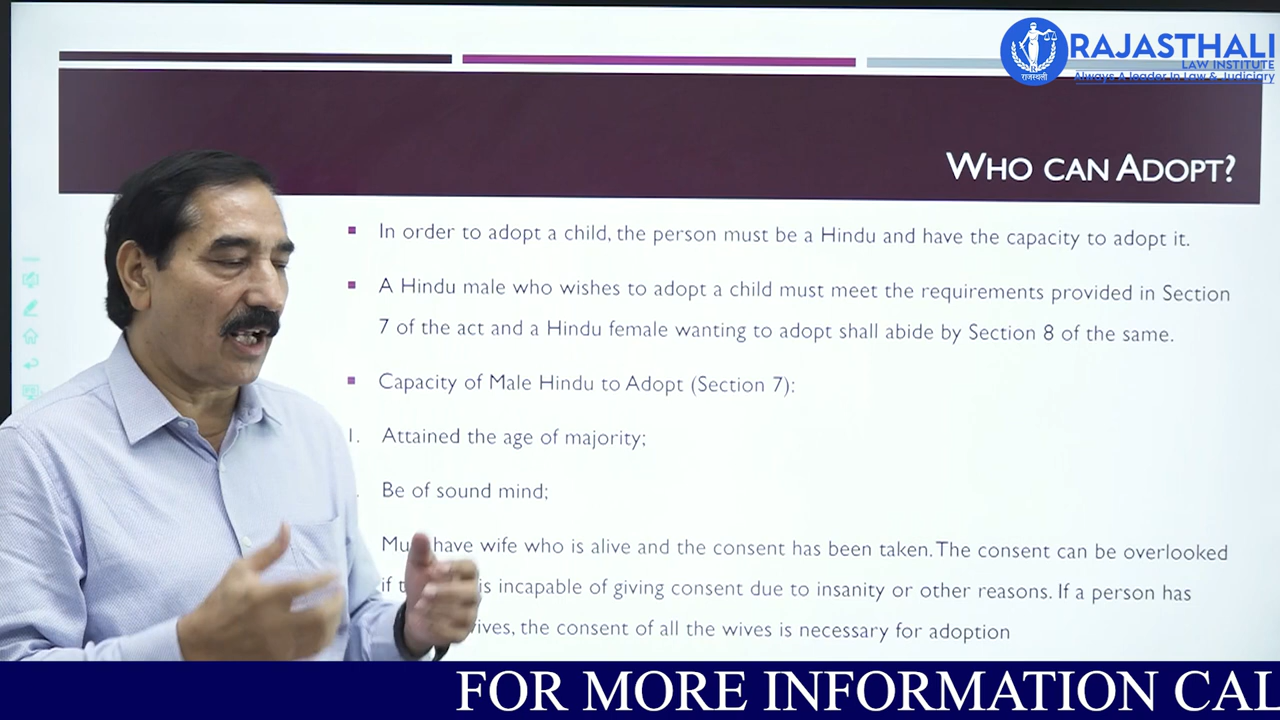 RAJASTHALI
LAW INSTITUTE
Always A leader In Law & Judiciary
राजस्थली
WHO CAN ADOPT?
In order to adopt a child, the person must be a Hindu and have the capacity to adopt it.
A Hindu male who wishes to adopt a child must meet the requirements provided in Section
7 of the act and a Hindu female wanting to adopt shall abide by Section 8 of the same.
Capacity of Male Hindu to Adopt (Section 7):
1. Attained the age of majority;
Be of sound mind;
have wife who is alive and the consent has been taken. The consent can be overlooked
if is incapable of giving consent due to insanity or other reasons. If a person has
the consent of all the wives is necessary for adoption
FOR MORE INFORMATION CAL